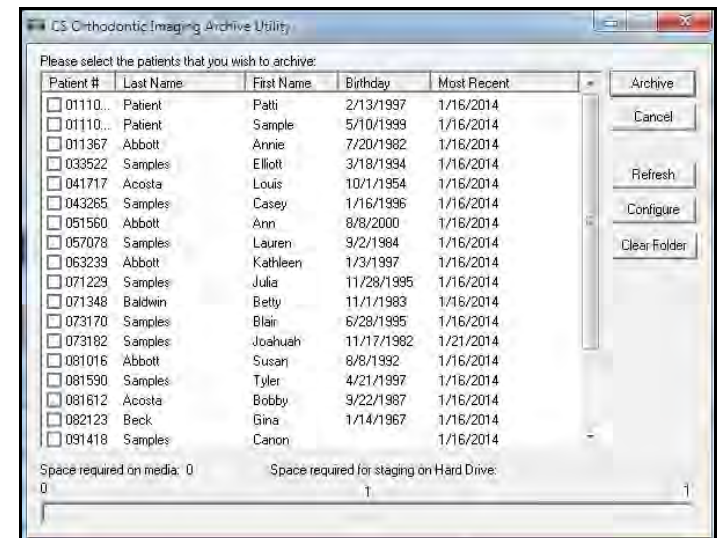 CS Orthodontic Imaging Archive Utility
Please select the patients that you wish to archive:
Patient # Last Name First Name Birthday Most Recent Archive
01110... Patient Patti 2/13/1997 1/16/2014
01110... Patient Sample 5/10/1999 1/16/2014 Cancel
011367 Abbott Annie 7/20/1982 1/16/2014
033522 Samples Elliott 3/18/1994 1/16/2014 Refresh
041717 Acosta Louis 10/1/1954 1/16/2014
043265 Samples Casey 1/16/1996 1/16/2014 Configure
051560 Abbott Ann 8/8/2000 1/16/2014
057078 Samples Lauren 9/2/1984 1/16/2014 Clear Folder
063239 Abbott Kathleen 1/3/1997 1/16/2014
071229 Samples Julia 11/28/1995 1/16/2014
071348 Baldwin Betty 11/1/1983 1/16/2014
073170 Samples Blair 6/28/1995 1/16/2014
073182 Samples Joahuah 11/17/1982 1/21/2014
081016 Abbott Susan 8/8/1992 1/16/2014
081590 Samples Tyler 4/21/1997 1/16/2014
081612 Acosta Bobby 9/22/1987 1/16/2014
082123 Beck Gina 1/14/1967 1/16/2014
091418 Samples Canon 1/16/2014
Space required on media: 0 Space required for staging on Hard Drive:
0 1 1